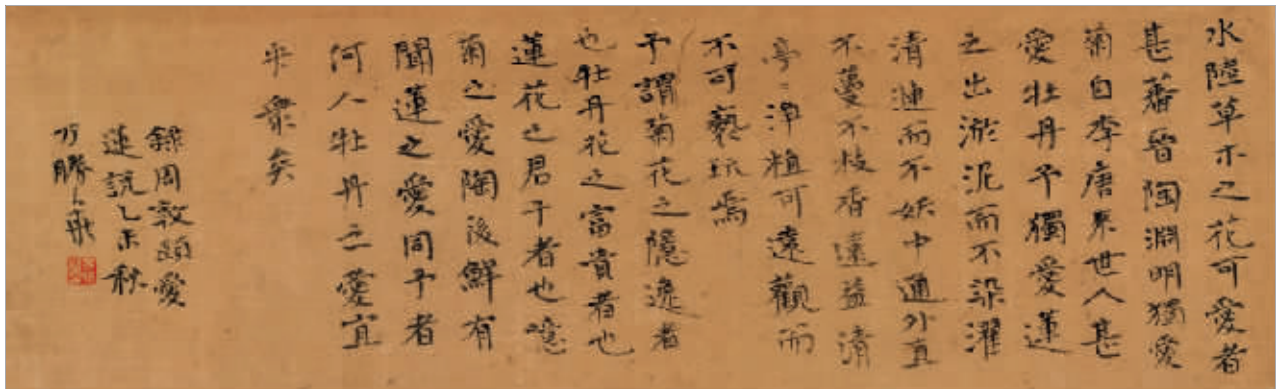 水陸草木之花可愛者
甚蕃晉陶淵明獨愛
菊自李唐來世人甚
愛牡丹予獨愛蓮
之出淤泥而不染濯
清漣而不妖中通外直
不蔓不枝香遠益清
亭〻淨植可遠觀而
不可褻玩焉
予謂菊花之隱逸者
也牡丹花之富貴者也
蓮花之君子者也噫
菊之愛陶後鮮有
聞蓮之愛同予者
何人牡丹之愛宜
乎衆矣
錄周敦頤愛
蓮說乙未秋
勝